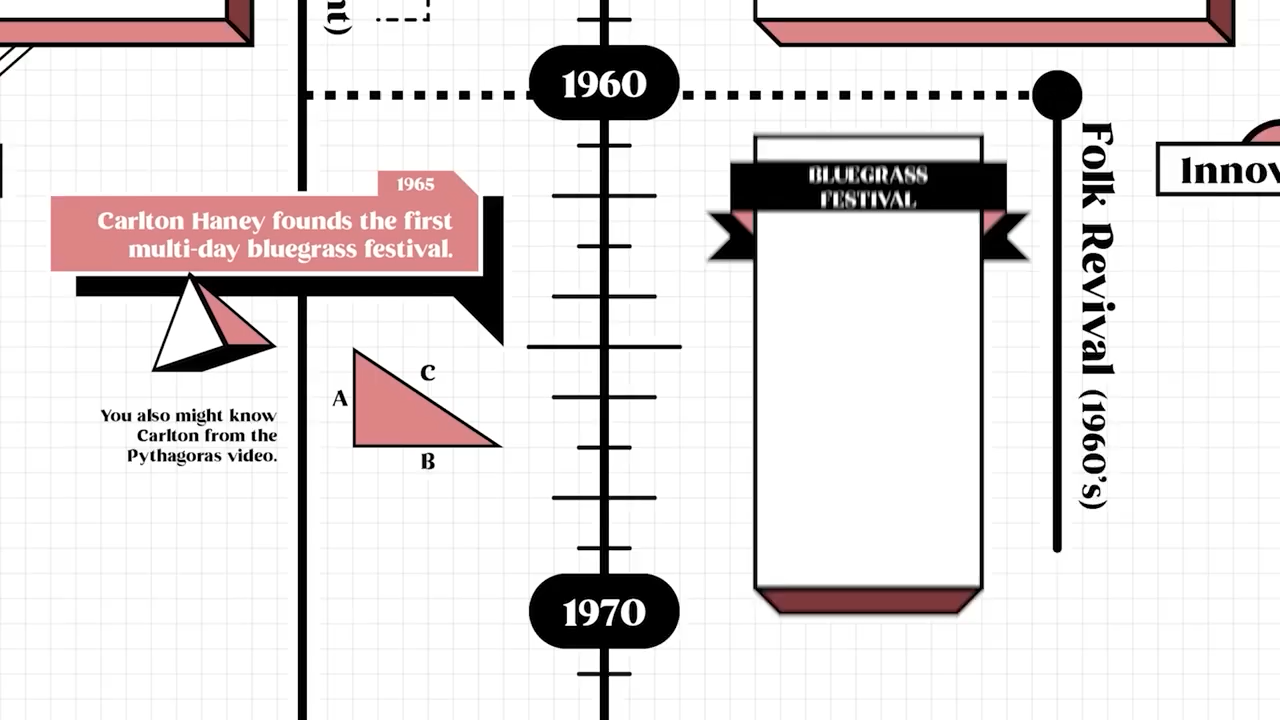 nt)
1960
1965
Carlton Haney founds the first
multi-day bluegrass festival.
You also might know
Carlton from the
Pythagoras video.
A
C
B
BLUEGRASS
FESTIVAL
Folk Revival (1960's)
Innov
1970